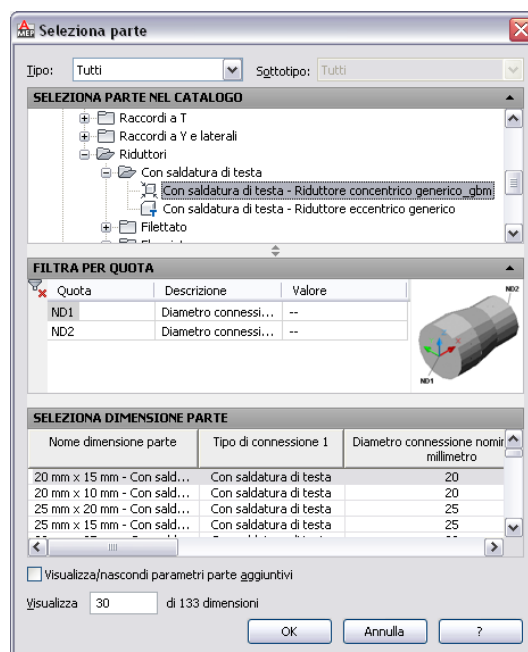 MEP
Seleziona parte
Tipo: Tutti Sottotipo: Tutti
SELEZIONA PARTE NEL CATALOGO
Raccordi a T
Raccordi a Y e laterali
Riduttori
Con saldatura di testa
Con saldatura di testa - Riduttore concentrico generico_gbm
Con saldatura di testa - Riduttore eccentrico generico
Filettato
FILTRA PER QUOTA
Quota Descrizione Valore
ND1 Diametro connessi... --
ND2 Diametro connessi... --
ND2
ND1
SELEZIONA DIMENSIONE PARTE
Nome dimensione parte Tipo di connessione 1 Diametro connessione nomin
millimetro
20 mm x 15 mm - Con sald... Con saldatura di testa 20
20 mm x 10 mm - Con sald... Con saldatura di testa 20
25 mm x 20 mm - Con sald... Con saldatura di testa 25
25 mm x 15 mm - Con sald... Con saldatura di testa 25
Visualizza/nascondi parametri parte aggiuntivi
Visualizza 30 di 133 dimensioni
OK Annulla ?